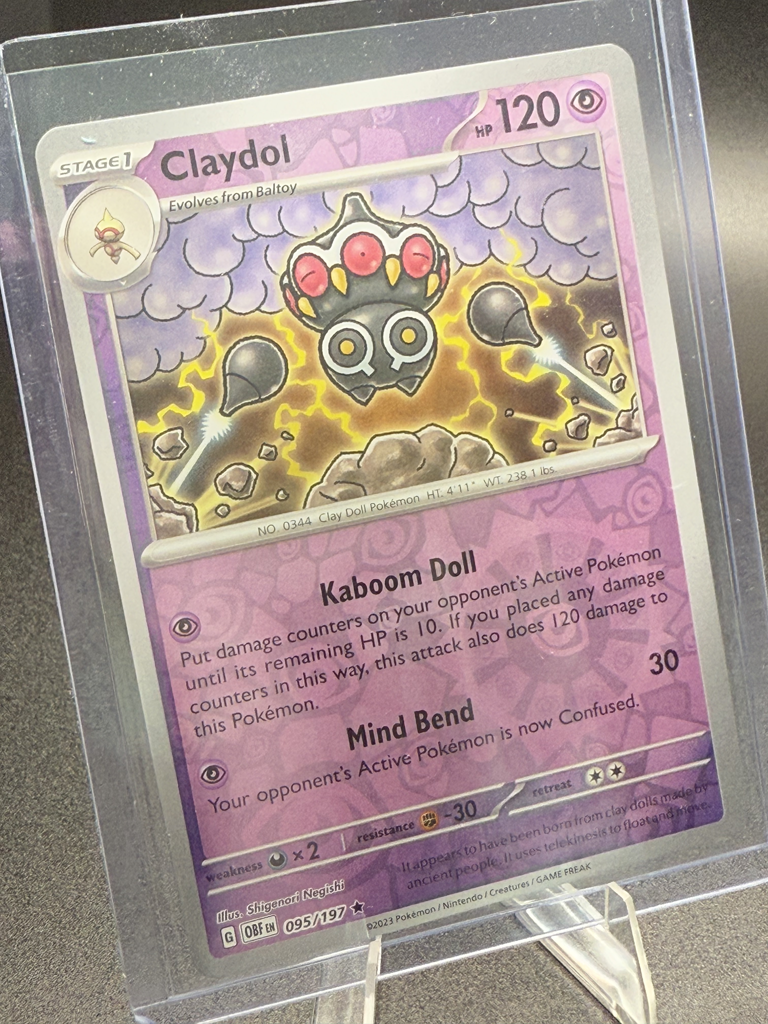 STAGE 1 Claydol HP 120
Evolves from Baltoy
NO. 0344 Clay Doll Pokémon HT. 4'11" WT. 238.1 lbs.
Kaboom Doll
Put damage counters on your opponent's Active Pokémon
until its remaining HP is 10. If you placed any damage
counters in this way, this attack also does 120 damage to
this Pokémon.
Mind Bend 30
Your opponent's Active Pokémon is now Confused.
weakness ×2 resistance -30 retreat
It appears to have been born from clay dolls made by
ancient people. It uses telekinesis to float and move.
Illus. Shigenori Negishi
G OBF EN 095/197 ★ ©2023 Pokémon / Nintendo / Creatures / GAME FREAK